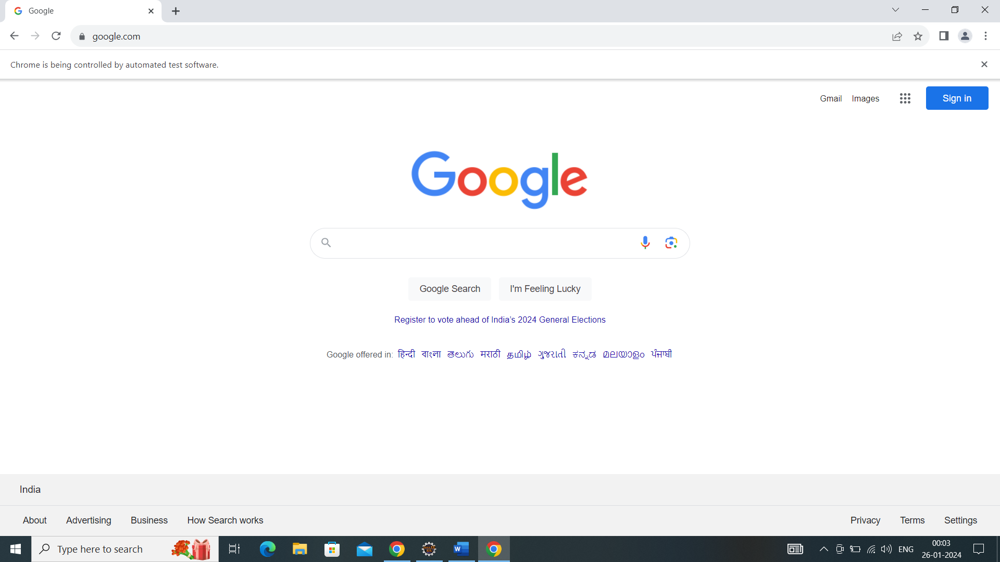 Google
google.com
Chrome is being controlled by automated test software.
Gmail Images Sign in
Google
Google Search I'm Feeling Lucky
Register to vote ahead of India's 2024 General Elections
Google offered in: हिन्दी বাংলা తెలుగు मराठी தமிழ் ગુજરાતી ಕನ್ನಡ മലയാളം ਪੰਜਾਬੀ
India
About Advertising Business How Search works Privacy Terms Settings
Type here to search ENG 00:03
26-01-2024